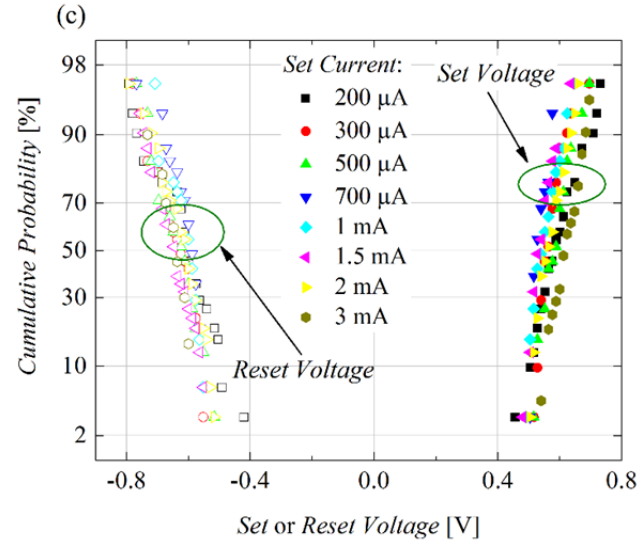 (c)
98
90
70
50
30
10
2
Cumulative Probability [%]
Set Current:
200 µA
300 µA
500 µA
700 µA
1 mA
1.5 mA
2 mA
3 mA
Set Voltage
Reset Voltage
-0.8
-0.4
0.0
0.4
0.8
Set or Reset Voltage [V]